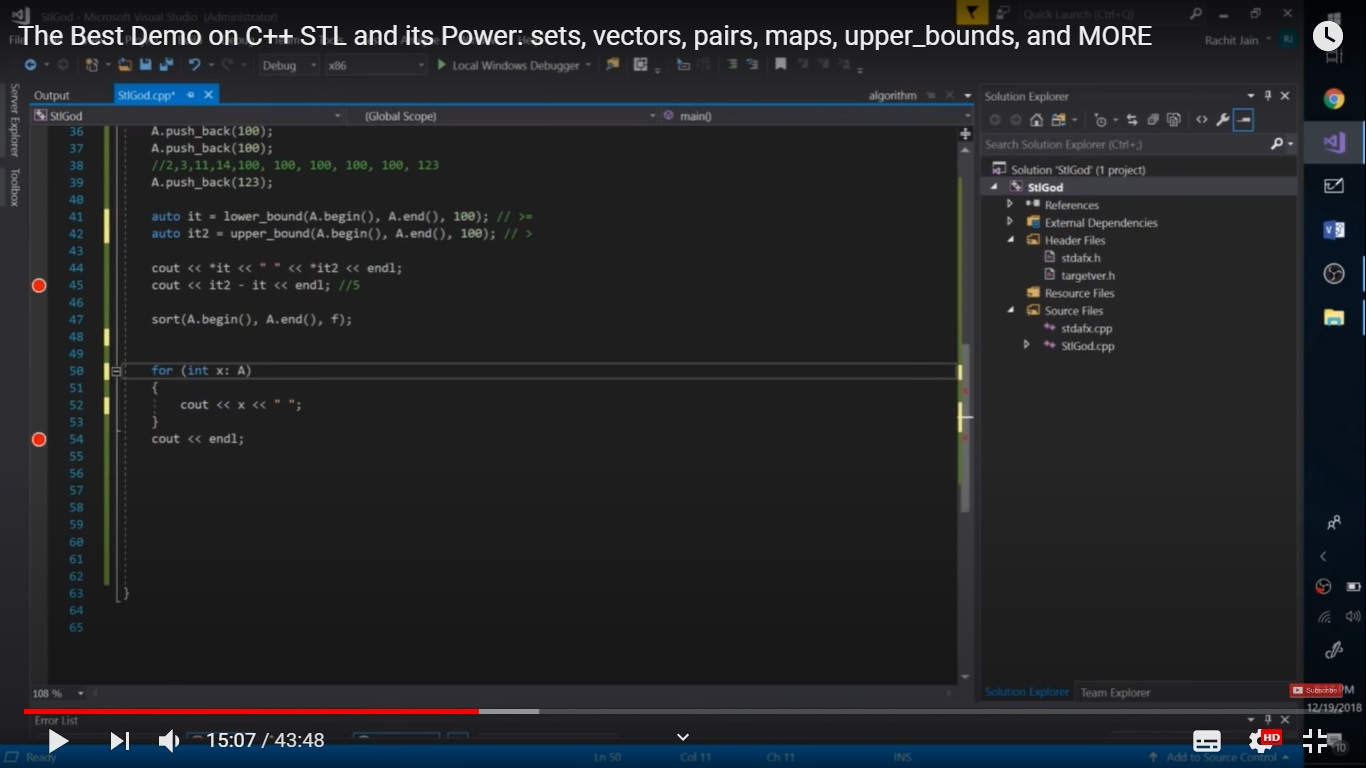 StlGod - Microsoft Visual Studio (Administrator)
Quick Launch (Ctrl+Q)
The Best Demo on C++ STL and its Power: sets, vectors, pairs, maps, upper_bounds, and MORE
Rachit Jain
RJ
Debug
x86
Local Windows Debugger
Server Explorer
Toolbox
Output
StlGod.cpp*
algorithm
StlGod
(Global Scope)
main()
36 A.push_back(100);
37 A.push_back(100);
38 //2,3,11,14,100, 100, 100, 100, 100, 123
39 A.push_back(123);
40
41 auto it = lower_bound(A.begin(), A.end(), 100); // >=
42 auto it2 = upper_bound(A.begin(), A.end(), 100); // >
43
44 cout << *it << " " << *it2 << endl;
45 cout << it2 - it << endl; //5
46
47 sort(A.begin(), A.end(), f);
48
49
50 for (int x: A)
51 {
52 cout << x << " ";
53 }
54 cout << endl;
55
56
57
58
59
60
61
62
63 }
64
65
108 %
Solution Explorer
Search Solution Explorer (Ctrl+;)
Solution 'StlGod' (1 project)
StlGod
References
External Dependencies
Header Files
stdafx.h
targetver.h
Resource Files
Source Files
stdafx.cpp
StlGod.cpp
Solution Explorer
Team Explorer
Subscribe
PM
12/19/2018
Error List
15:07 / 43:48
HD
10
Ready
Ln 50
Col 11
Ch 11
INS
Add to Source Control